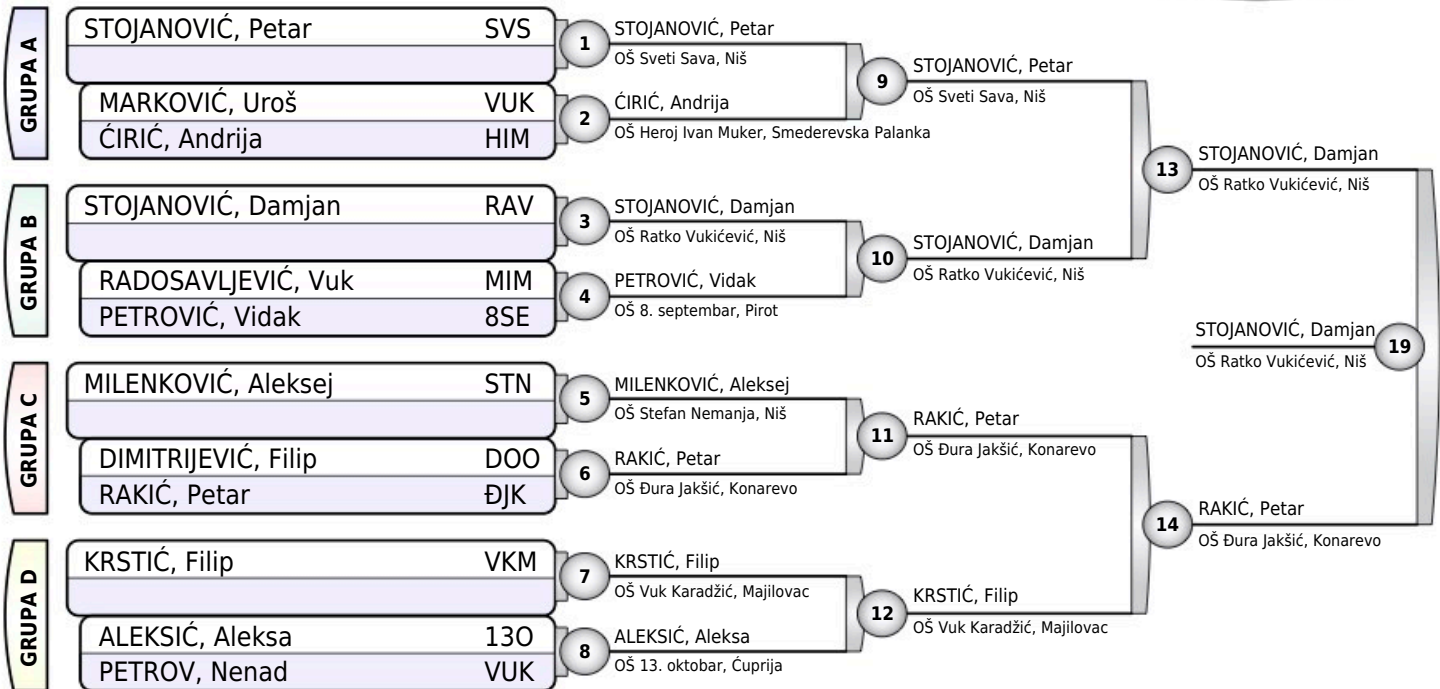 GRUPA A
STOJANOVIĆ, Petar SVS
MARKOVIĆ, Uroš VUK
ĆIRIĆ, Andrija HIM
1
STOJANOVIĆ, Petar
OŠ Sveti Sava, Niš
2
ĆIRIĆ, Andrija
OŠ Heroj Ivan Muker, Smederevska Palanka
9
STOJANOVIĆ, Petar
OŠ Sveti Sava, Niš
GRUPA B
STOJANOVIĆ, Damjan RAV
RADOSAVLJEVIĆ, Vuk MIM
PETROVIĆ, Vidak 8SE
3
STOJANOVIĆ, Damjan
OŠ Ratko Vukićević, Niš
4
PETROVIĆ, Vidak
OŠ 8. septembar, Pirot
10
STOJANOVIĆ, Damjan
OŠ Ratko Vukićević, Niš
13
STOJANOVIĆ, Damjan
OŠ Ratko Vukićević, Niš
GRUPA C
MILENKOVIĆ, Aleksej STN
DIMITRIJEVIĆ, Filip DOO
RAKIĆ, Petar ĐJK
5
MILENKOVIĆ, Aleksej
OŠ Stefan Nemanja, Niš
6
RAKIĆ, Petar
OŠ Đura Jakšić, Konarevo
11
RAKIĆ, Petar
OŠ Đura Jakšić, Konarevo
GRUPA D
KRSTIĆ, Filip VKM
ALEKSIĆ, Aleksa 13O
PETROV, Nenad VUK
7
KRSTIĆ, Filip
OŠ Vuk Karadžić, Majilovac
8
ALEKSIĆ, Aleksa
OŠ 13. oktobar, Ćuprija
12
KRSTIĆ, Filip
OŠ Vuk Karadžić, Majilovac
14
RAKIĆ, Petar
OŠ Đura Jakšić, Konarevo
STOJANOVIĆ, Damjan
OŠ Ratko Vukićević, Niš
19